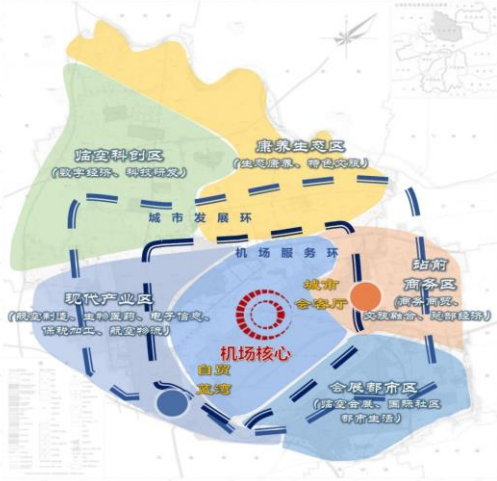 临空科创区
(数字经济、科技研发)
康养生态区
(生态康养、特色文旅)
城市发展环
机场服务环
站前
商务区
(商务商贸、
文旅融合、总部经济)
城市
会客厅
现代产业区
(航空制造、生物医药、电子信息、
保税加工、航空物流)
机场核心
自贸
蓝湾
会展都市区
(临空会展、国际社区
都市生活)